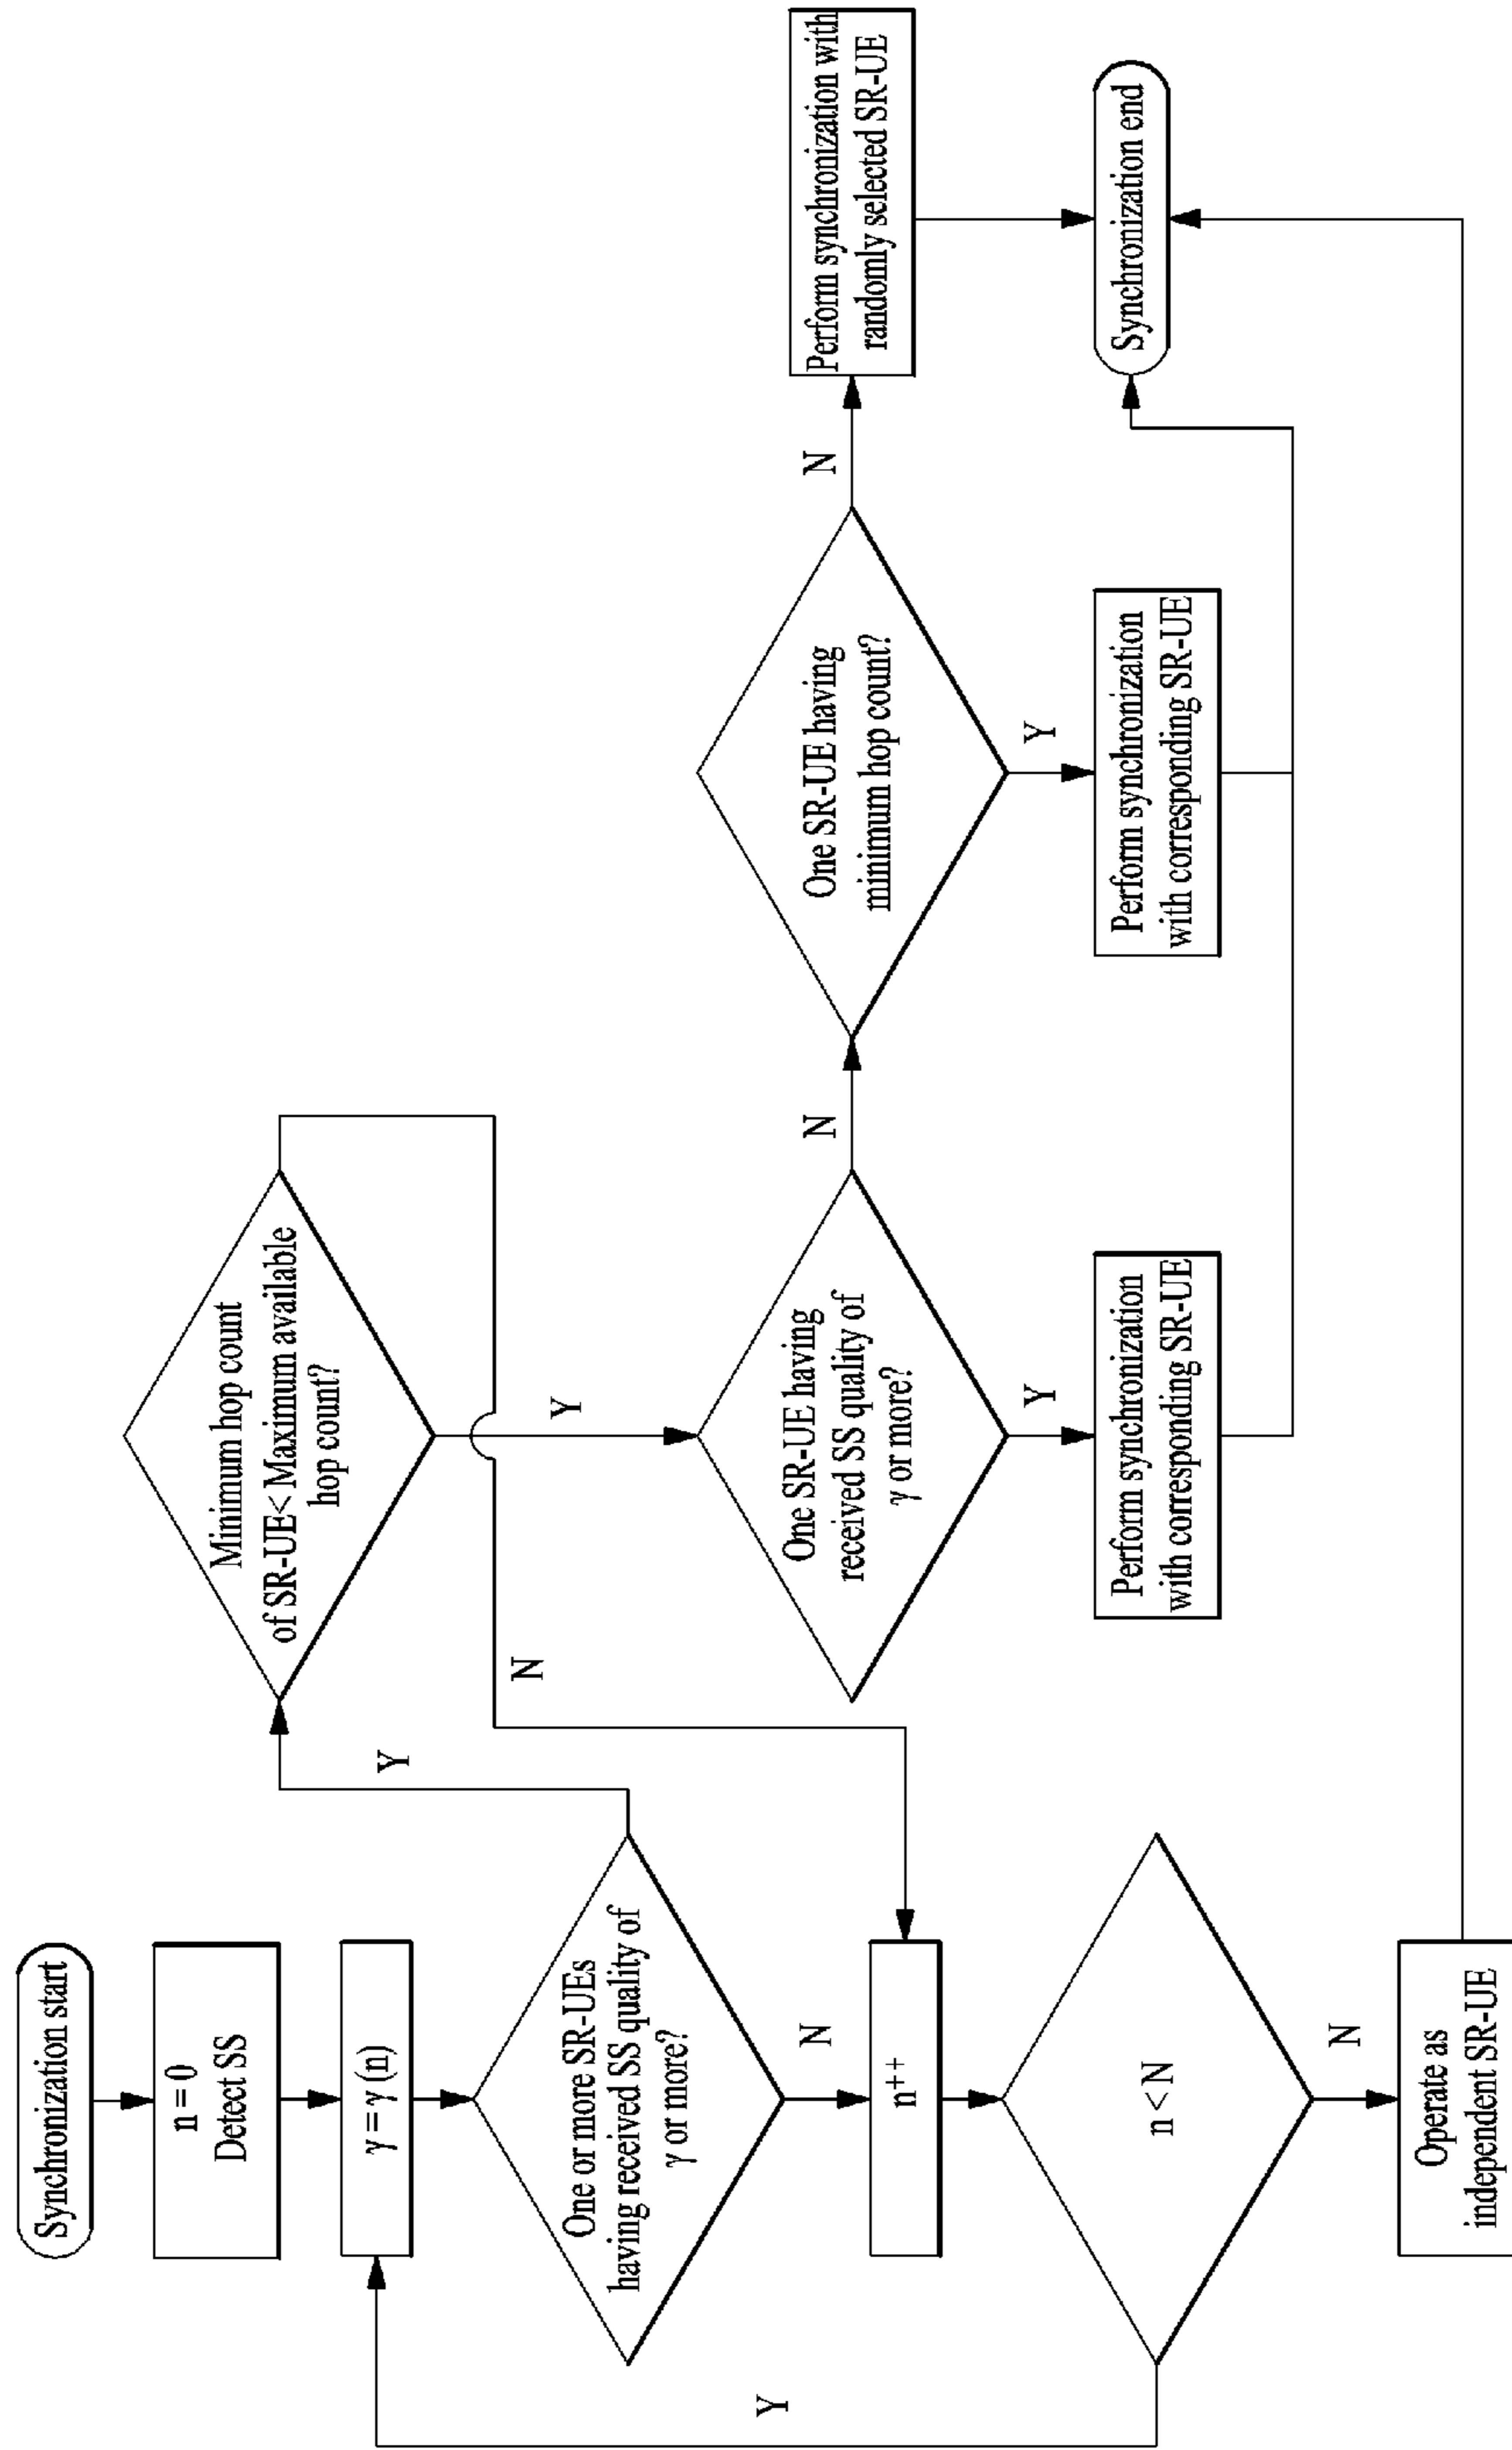 Synchronization start
n = 0
Detect SS
γ = γ (n)
One or more SR-UEs
having received SS quality of
γ or more?
Y
N
n++
n < N
Y
N
Operate as
independent SR-UE
Minimum hop count
of SR-UE< Maximum available
hop count?
N
Y
One SR-UE having
received SS quality of
γ or more?
N
Y
Perform synchronization
with corresponding SR-UE
One SR-UE having
minimum hop count?
N
Y
Perform synchronization
with corresponding SR-UE
Perform synchronization with
randomly selected SR-UE
Synchronization end